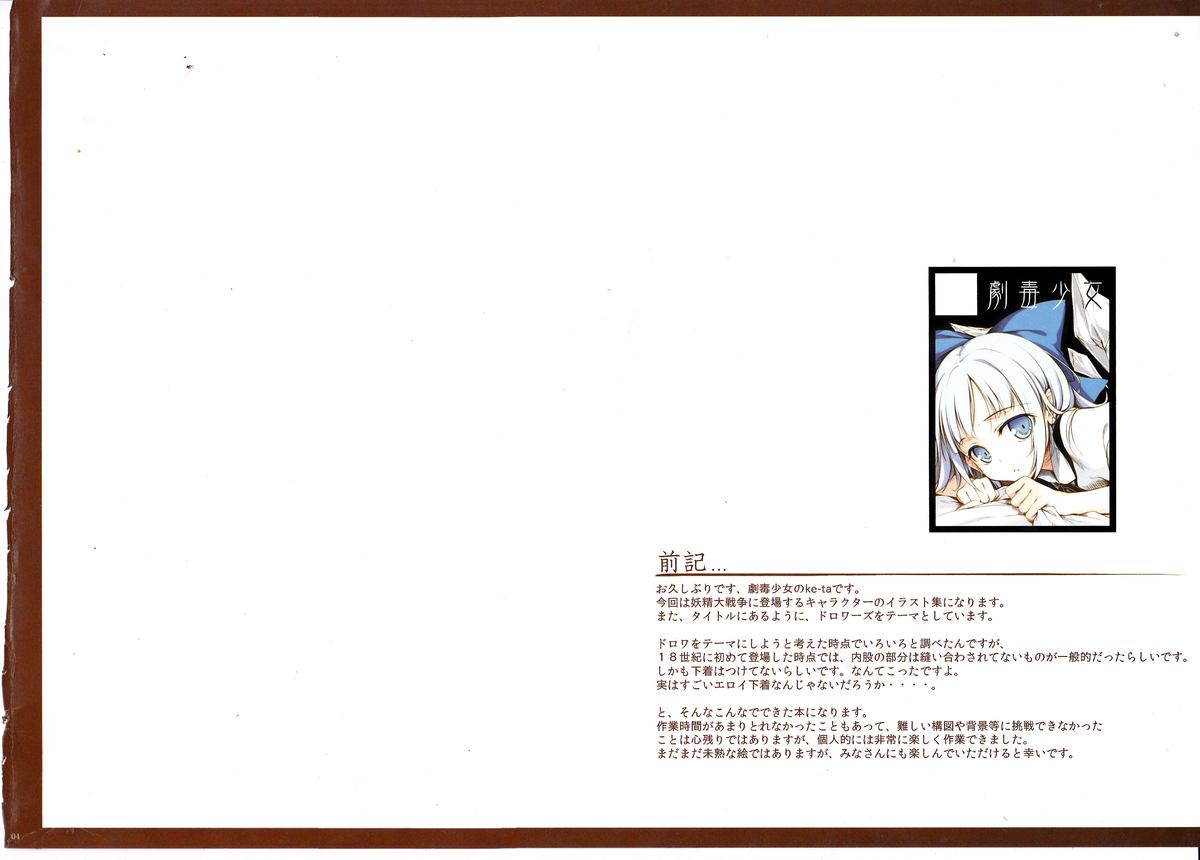 劇毒少女
前記...
お久しぶりです、劇毒少女のke-taです。
今回は妖精大戦争に登場するキャラクターのイラスト集になります。
また、タイトルにあるように、ドロワーズをテーマとしています。
ドロワをテーマにしようと考えた時点でいろいろと調べたんですが、
１８世紀に初めて登場した時点では、内股の部分は縫い合わされてないものが一般的だったらしいです。
しかも下着はつけてないらしいです。なんてこったですよ。
実はすごいエロイ下着なんじゃないだろうか・・・・。
と、そんなこんなでできた本になります。
作業時間があまりとれなかったこともあって、難しい構図や背景等に挑戦できなかった
ことは心残りではありますが、個人的には非常に楽しく作業できました。
まだまだ未熟な絵ではありますが、みなさんにも楽しんでいただけると幸いです。
04